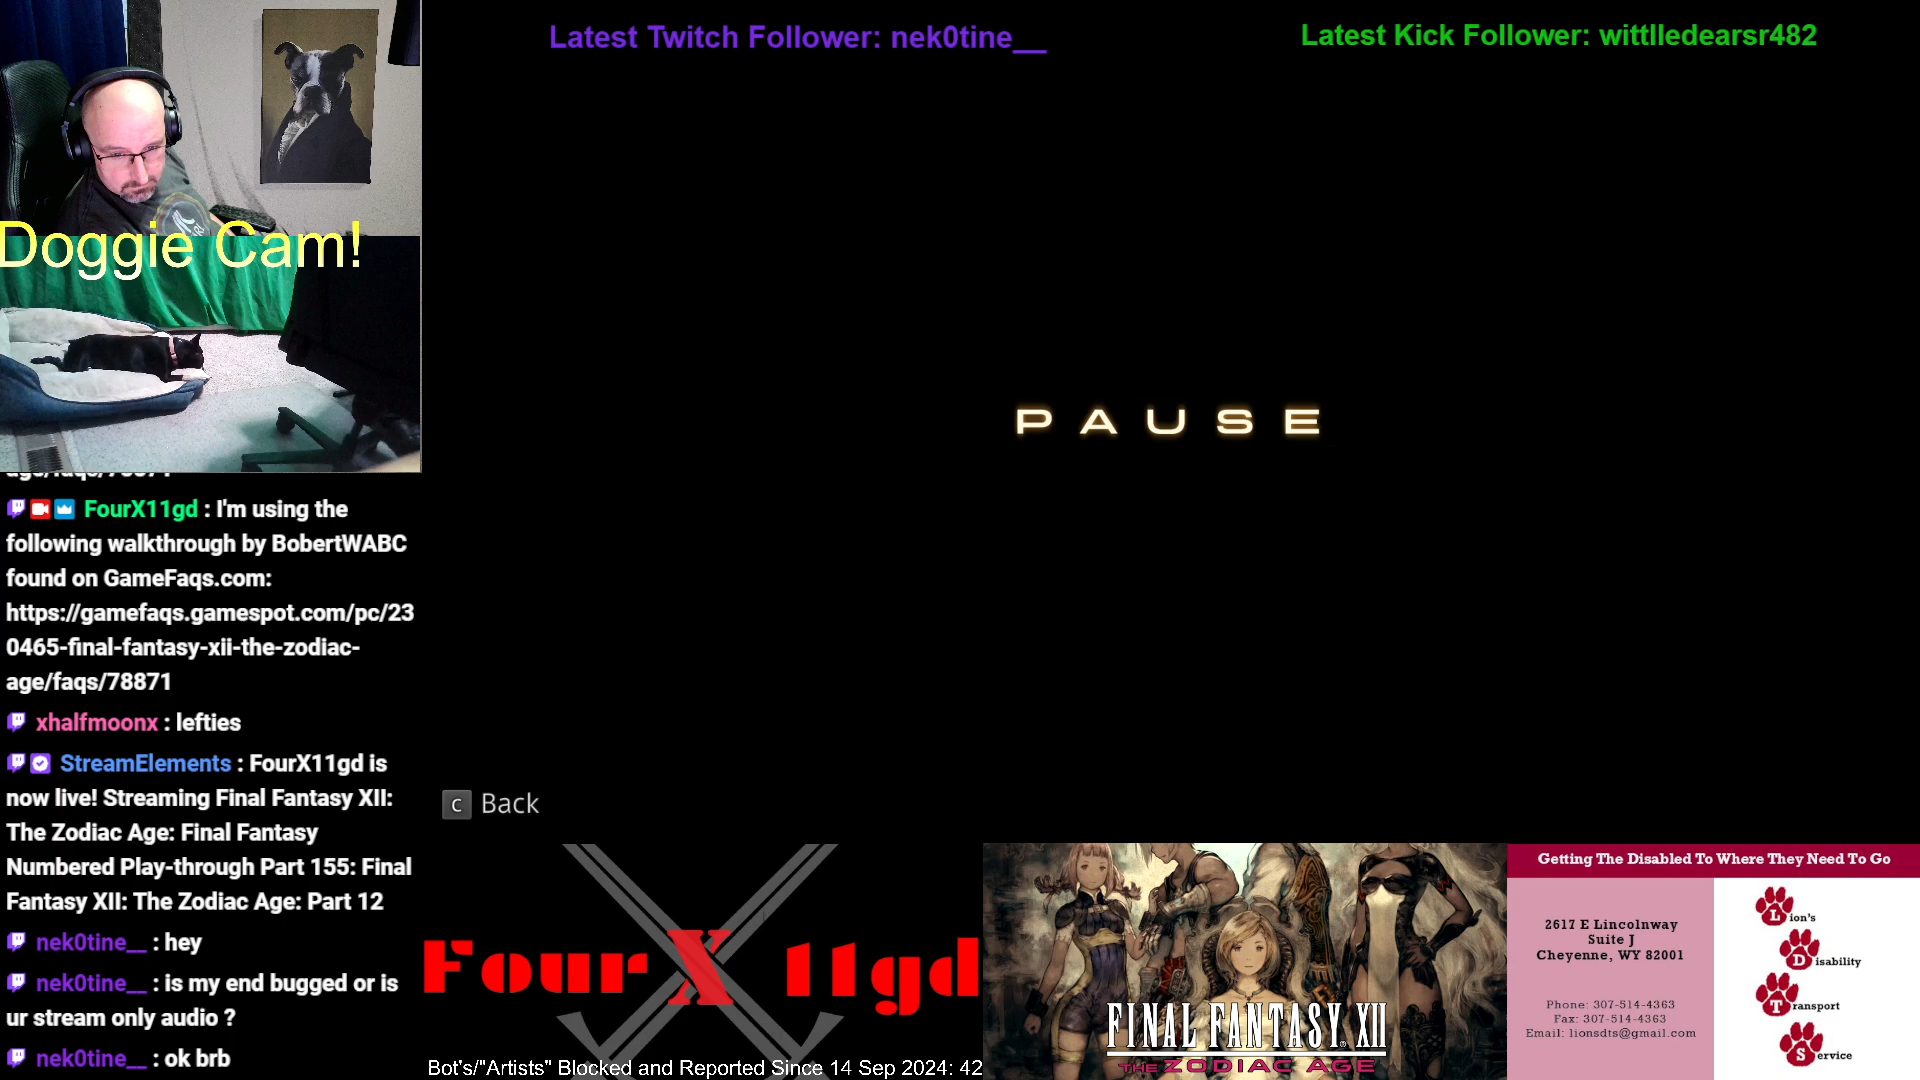 Latest Twitch Follower: nek0tine__
Latest Kick Follower: wittlledearsr482
Doggie Cam!
PAUSE
age/faqs/78871
FourX11gd : I'm using the
following walkthrough by BobertWABC
found on GameFaqs.com:
https://gamefaqs.gamespot.com/pc/23
0465-final-fantasy-xii-the-zodiac-
age/faqs/78871
xhalfmoonx : lefties
StreamElements : FourX11gd is
now live! Streaming Final Fantasy XII:
The Zodiac Age: Final Fantasy
Numbered Play-through Part 155: Final
Fantasy XII: The Zodiac Age: Part 12
nek0tine__ : hey
nek0tine__ : is my end bugged or is
ur stream only audio ?
nek0tine__ : ok brb
C Back
FourX11gd
Bot's/"Artists" Blocked and Reported Since 14 Sep 2024: 42
FINAL FANTASY XII
THE ZODIAC AGE
Getting The Disabled To Where They Need To Go
2617 E Lincolnway
Suite J
Cheyenne, WY 82001
Phone: 307-514-4363
Fax: 307-514-4363
Email: lionsdts@gmail.com
Lion's
Disability
Transport
Service